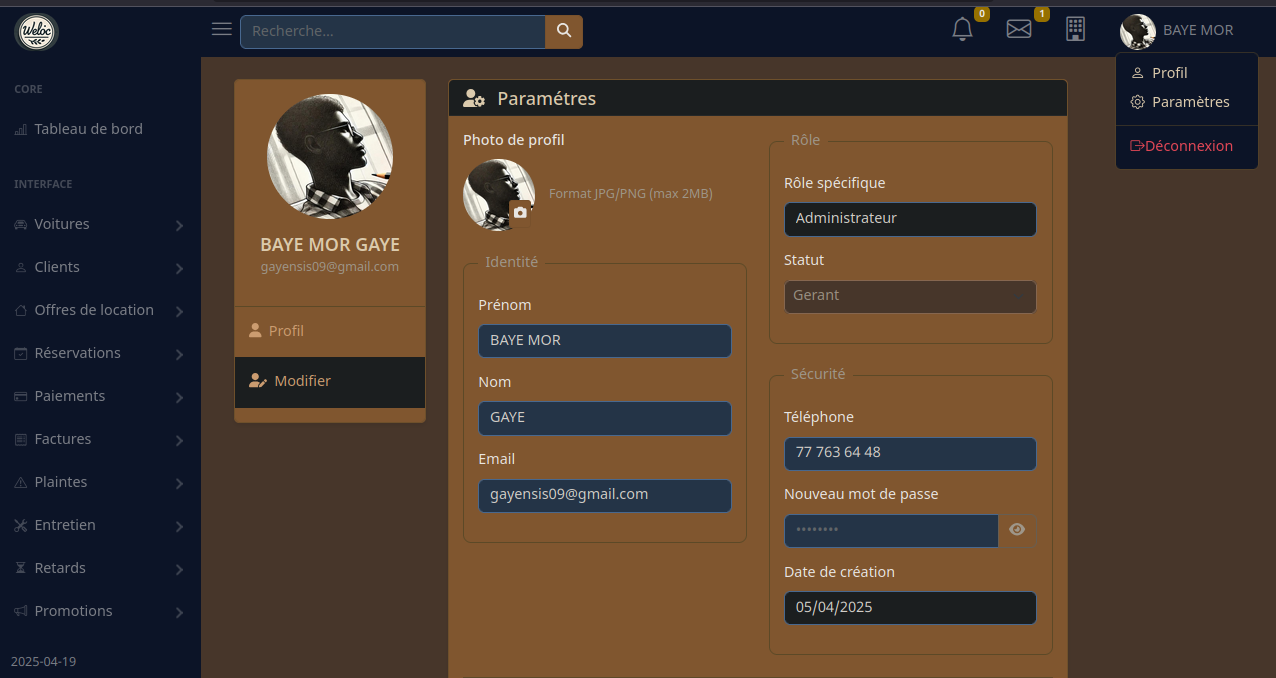 Weloc
Recherche...
0
1
BAYE MOR
Profil
Paramètres
Déconnexion
CORE
Tableau de bord
INTERFACE
Voitures
Clients
Offres de location
Réservations
Paiements
Factures
Plaintes
Entretien
Retards
Promotions
2025-04-19
BAYE MOR GAYE
gayensis09@gmail.com
Profil
Modifier
Paramétres
Photo de profil
Format JPG/PNG (max 2MB)
Identité
Prénom
BAYE MOR
Nom
GAYE
Email
gayensis09@gmail.com
Rôle
Rôle spécifique
Administrateur
Statut
Gerant
Sécurité
Téléphone
77 763 64 48
Nouveau mot de passe
••••••••
Date de création
05/04/2025